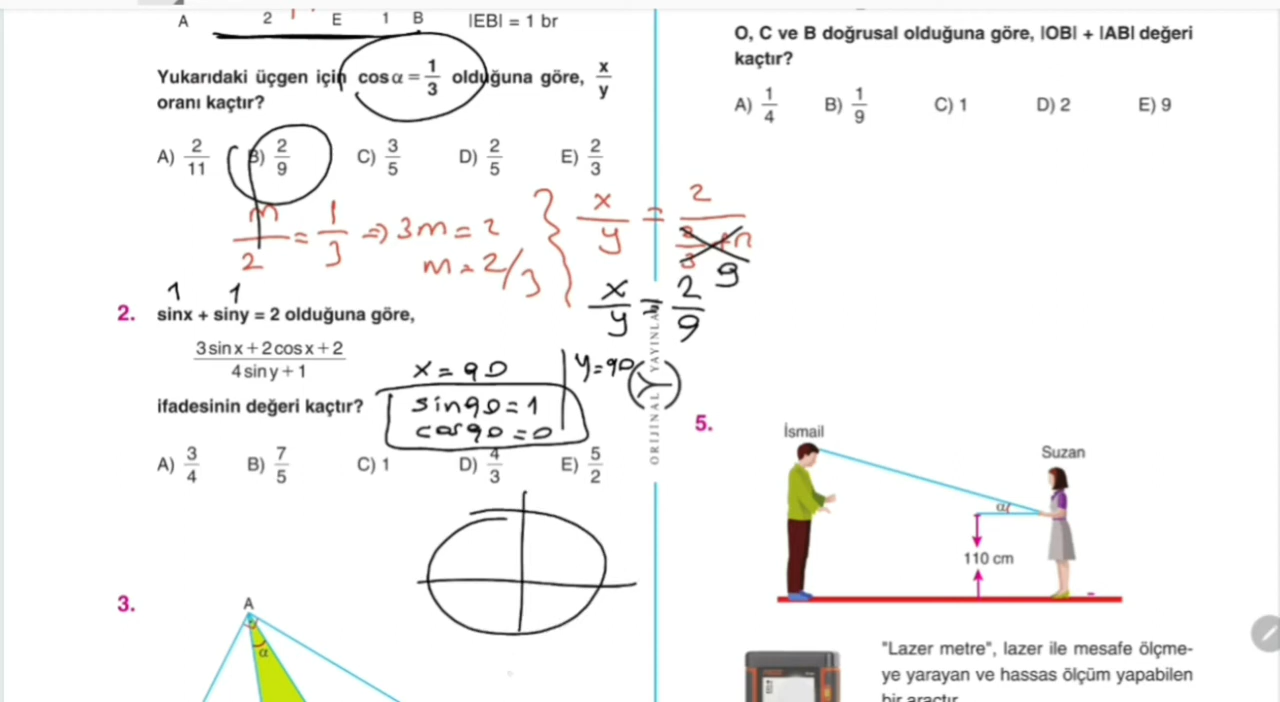 A 2 E 1 B |EB| = 1 br
Yukarıdaki üçgen için cosα = 1/3 olduğuna göre, x/y
oranı kaçtır?
A) 2/11 B) 2/9 C) 3/5 D) 2/5 E) 2/3
m/2 = 1/3 ⇒ 3m = 2
m = 2/3
x/y = 2/
9
x/y = 2/9
1 1
2. sinx + siny = 2 olduğuna göre,
3sinx+2cosx+2
4siny+1
ifadesinin değeri kaçtır?
x = 90
y=90
sin90=1
cos90=0
A) 3/4 B) 7/5 C) 1 D) 4/3 E) 5/2
3.
A
α
ORİJİNAL YAYINLA
O, C ve B doğrusal olduğuna göre, |OB| + |AB| değeri
kaçtır?
A) 1/4 B) 1/9 C) 1 D) 2 E) 9
5.
İsmail
Suzan
α
110 cm
"Lazer metre", lazer ile mesafe ölçme-
ye yarayan ve hassas ölçüm yapabilen
bir araçtır